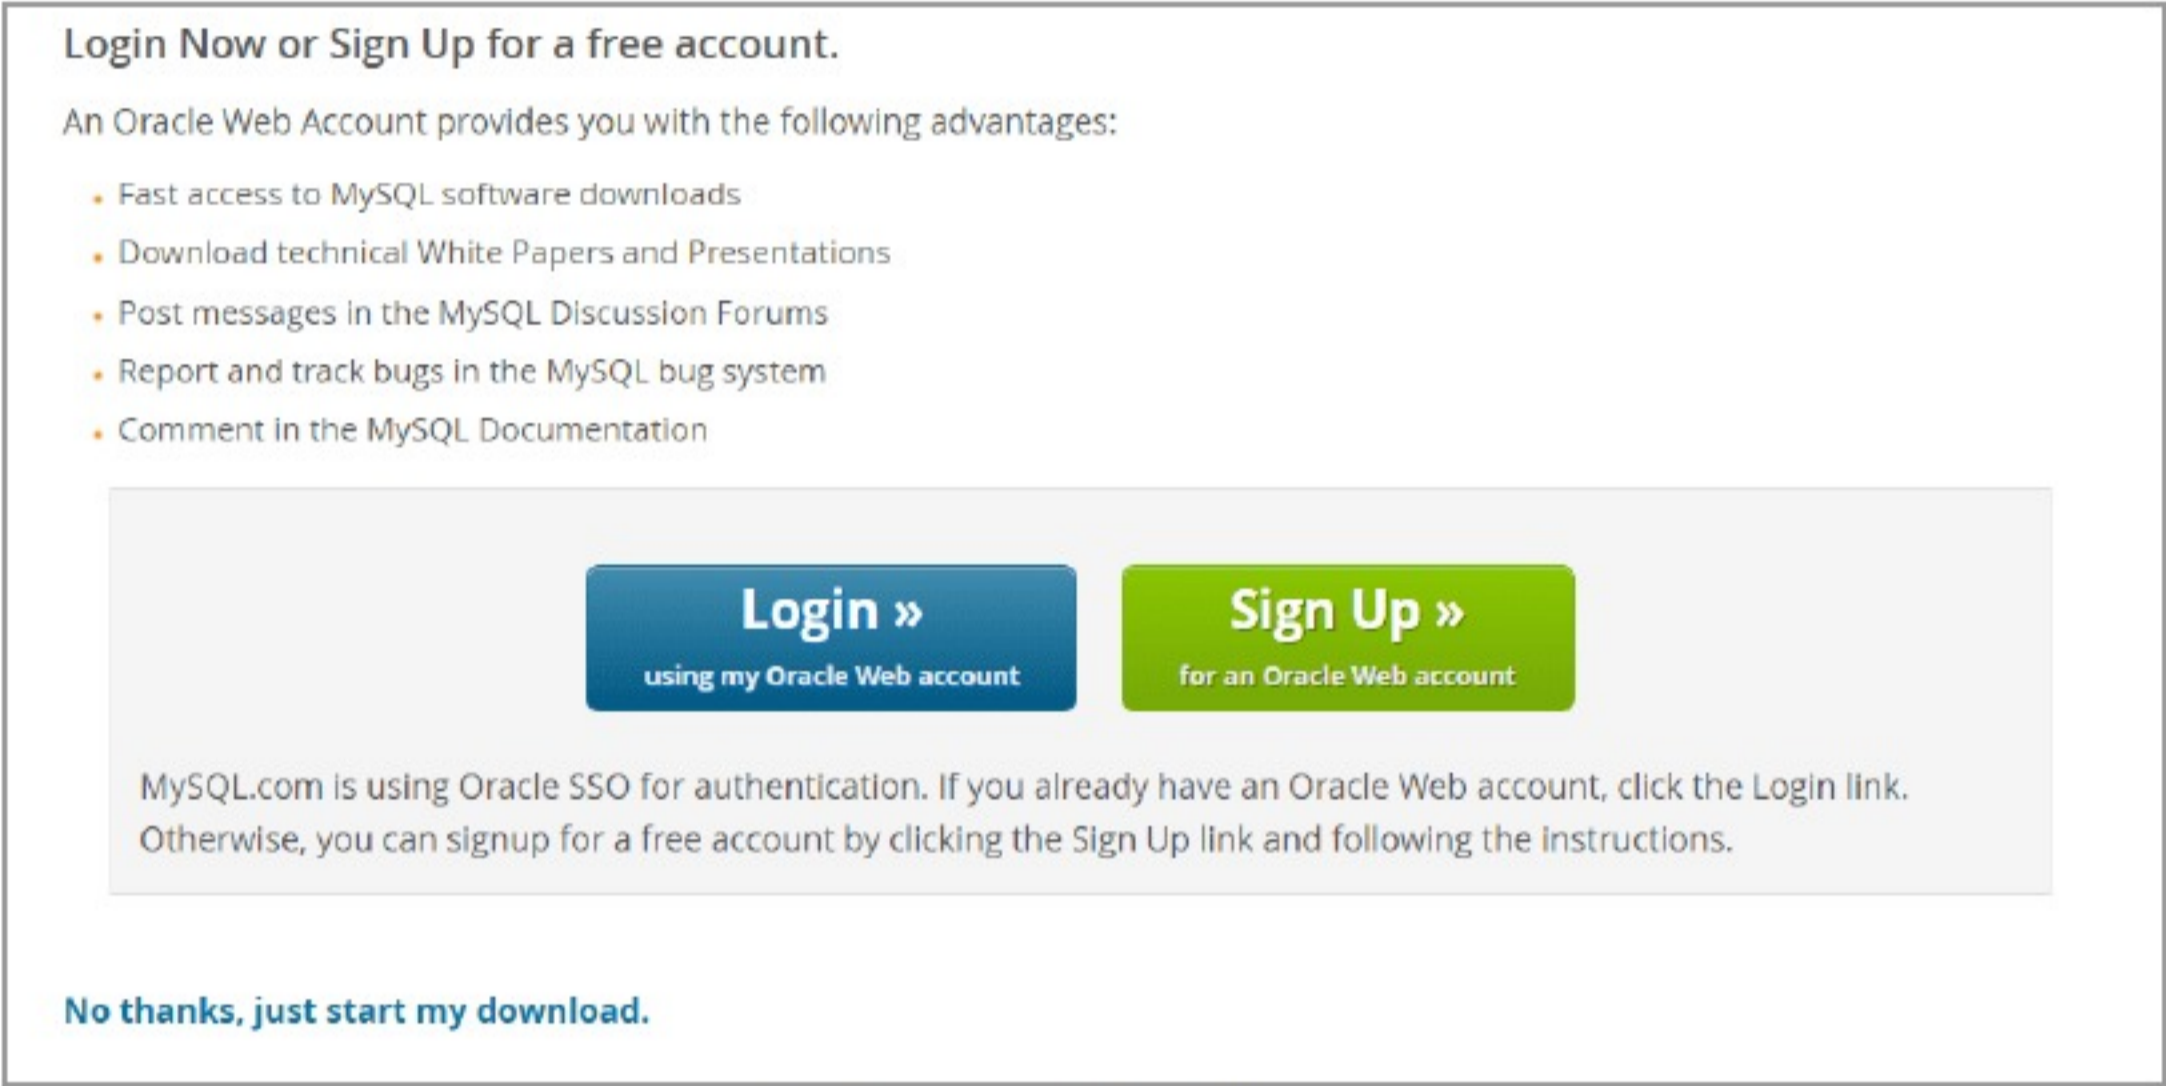 Login Now or Sign Up for a free account.
An Oracle Web Account provides you with the following advantages:
• Fast access to MySQL software downloads
• Download technical White Papers and Presentations
• Post messages in the MySQL Discussion Forums
• Report and track bugs in the MySQL bug system
• Comment in the MySQL Documentation
Login »
using my Oracle Web account
Sign Up »
for an Oracle Web account
MySQL.com is using Oracle SSO for authentication. If you already have an Oracle Web account, click the Login link.
Otherwise, you can signup for a free account by clicking the Sign Up link and following the instructions.
No thanks, just start my download.